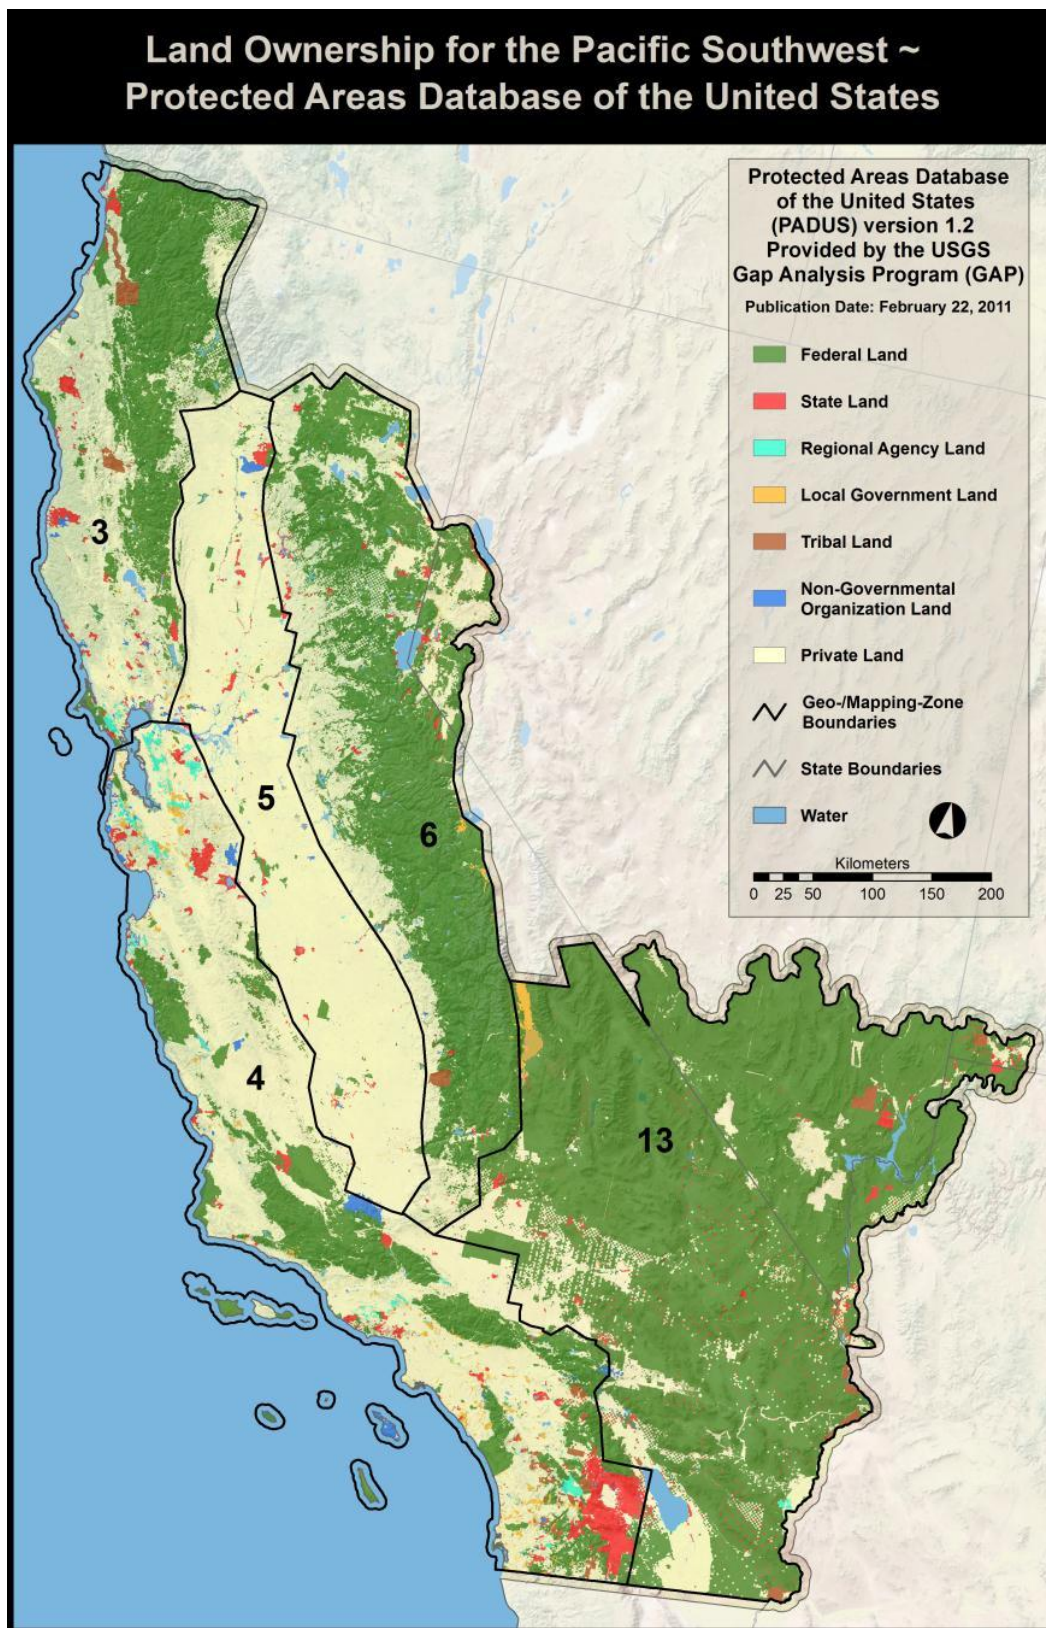 Land Ownership for the Pacific Southwest ~
Protected Areas Database of the United States
Protected Areas Database
of the United States
(PADUS) version 1.2
Provided by the USGS
Gap Analysis Program (GAP)
Publication Date: February 22, 2011
Federal Land
State Land
Regional Agency Land
Local Government Land
Tribal Land
Non-Governmental
Organization Land
Private Land
Geo-/Mapping-Zone
Boundaries
State Boundaries
Water
Kilometers
0 25 50 100 150 200
3
5
6
4
13